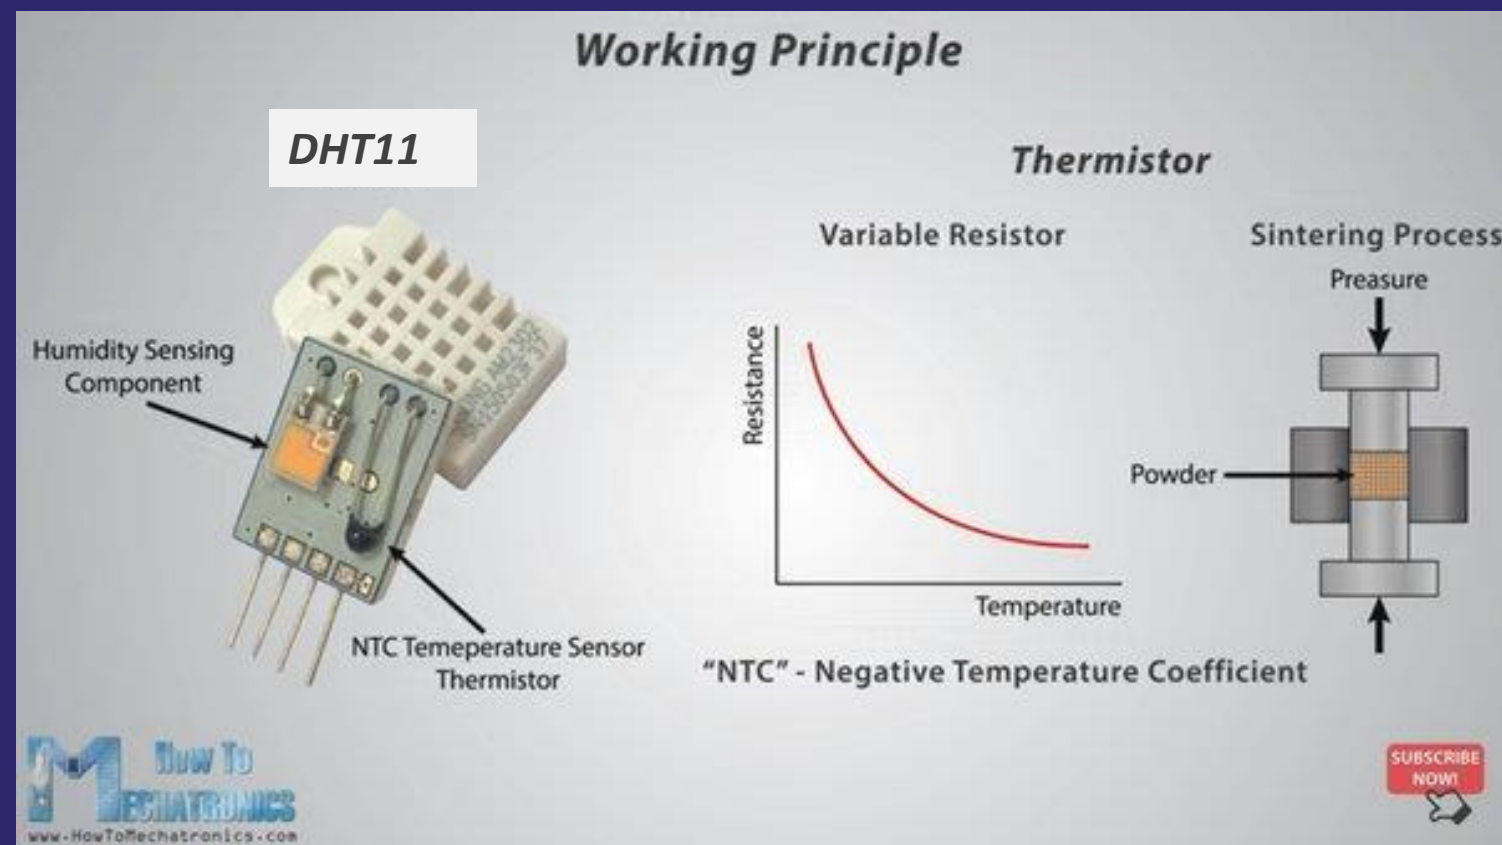 Working Principle
DHT11
Humidity Sensing
Component
NTC Temeperature Sensor
Thermistor
Thermistor
Variable Resistor
Resistance
Temperature
"NTC" - Negative Temperature Coefficient
Sintering Process
Preasure
Powder
How To
Mechatronics
www.HowToMechatronics.com
SUBSCRIBE
NOW!